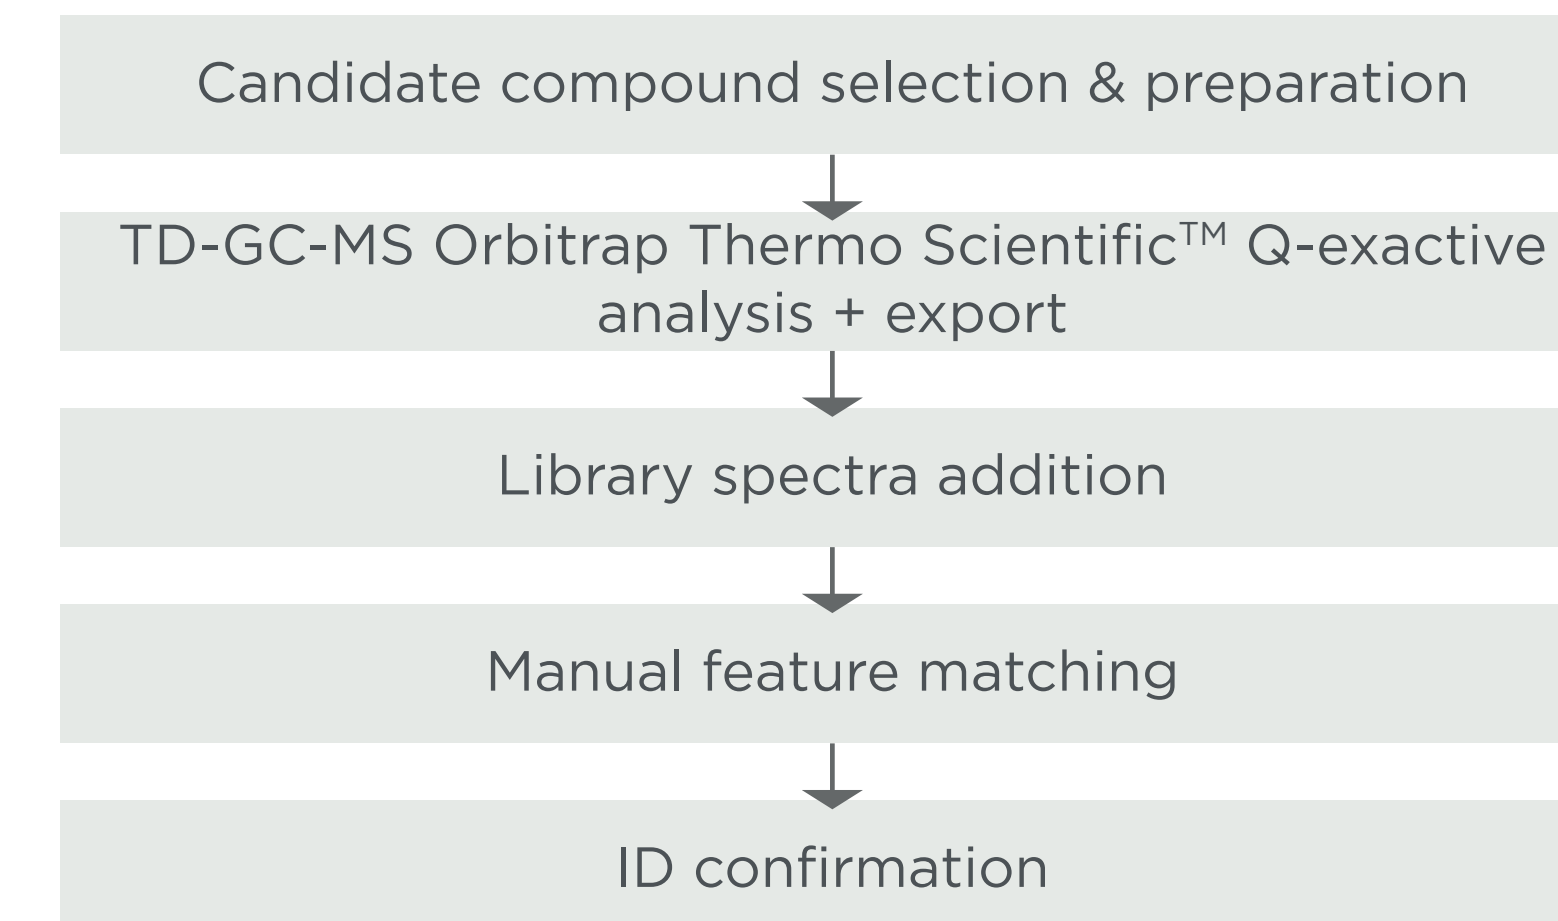 Candidate compound selection & preparation
TD-GC-MS Orbitrap Thermo Scientific™ Q-exactive
analysis + export
Library spectra addition
Manual feature matching
ID confirmation